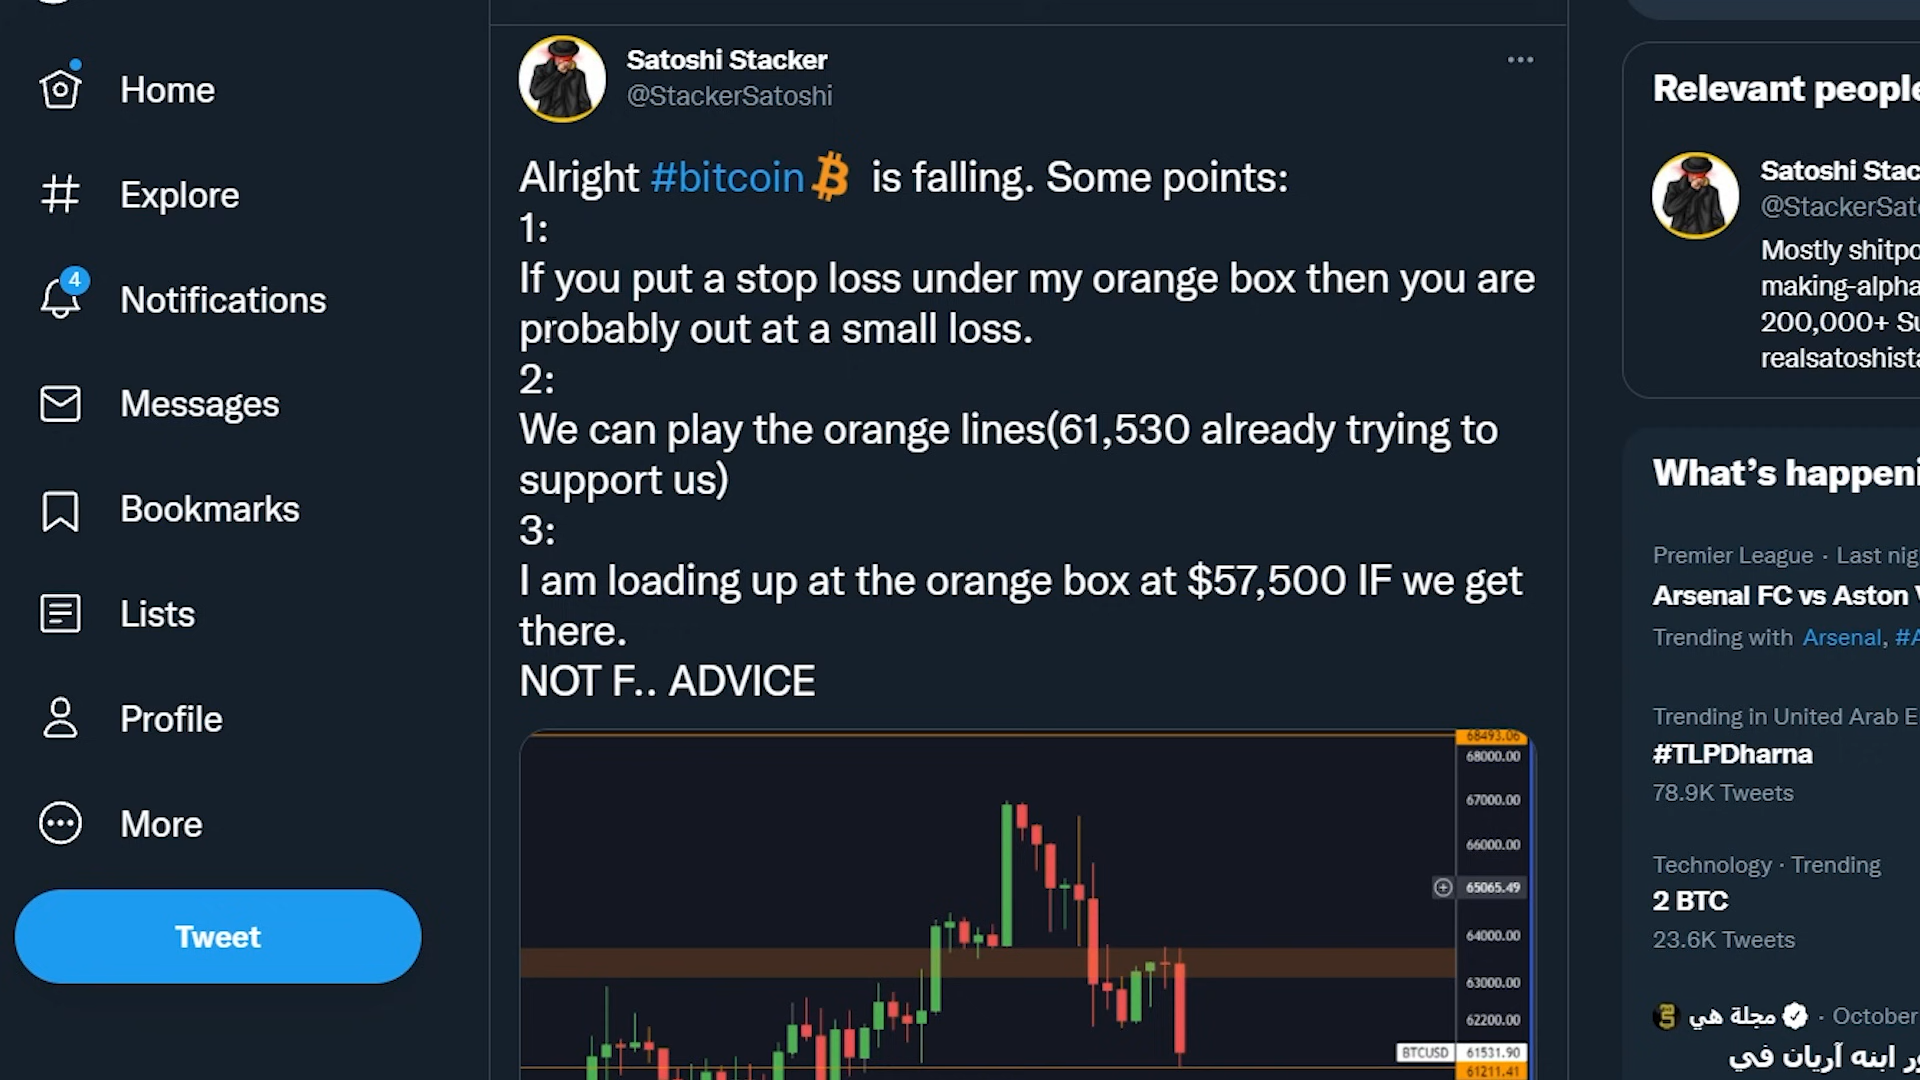 Home
Explore
4
Notifications
Messages
Bookmarks
Lists
Profile
More
Tweet
Satoshi Stacker
@StackerSatoshi
Alright #bitcoin₿ is falling. Some points:
1:
If you put a stop loss under my orange box then you are
probably out at a small loss.
2:
We can play the orange lines(61,530 already trying to
support us)
3:
I am loading up at the orange box at $57,500 IF we get
there.
NOT F.. ADVICE
68493.06
68000.00
67000.00
66000.00
65065.49
64000.00
63000.00
62200.00
BTCUSD 61531.90
61211.41
Relevant people
Satoshi Stac
@StackerSat
Mostly shitpo
making-alpha
200,000+ Su
realsatoshista
What's happeni
Premier League · Last nig
Arsenal FC vs Aston V
Trending with Arsenal, #A
Trending in United Arab E
#TLPDharna
78.9K Tweets
Technology · Trending
2 BTC
23.6K Tweets
مجلة هي · October
ور ابنه آريان في